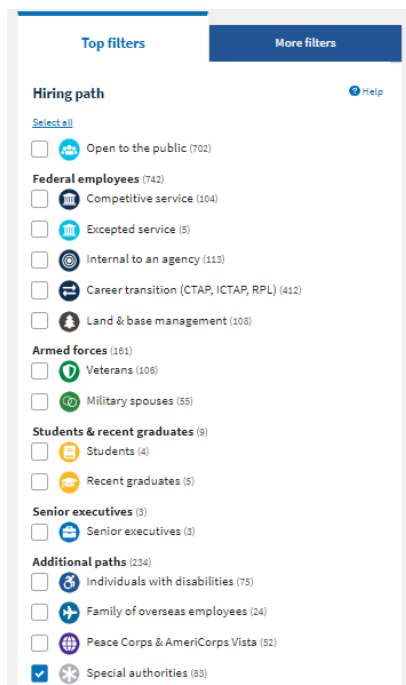 Top filters
More filters
Hiring path
Help
Select all
Open to the public (702)
Federal employees (742)
Competitive service (104)
Excepted service (5)
Internal to an agency (113)
Career transition (CTAP, ICTAP, RPL) (412)
Land & base management (108)
Armed forces (161)
Veterans (106)
Military spouses (55)
Students & recent graduates (9)
Students (4)
Recent graduates (5)
Senior executives (3)
Senior executives (3)
Additional paths (234)
Individuals with disabilities (75)
Family of overseas employees (24)
Peace Corps & AmeriCorps Vista (52)
Special authorities (83)